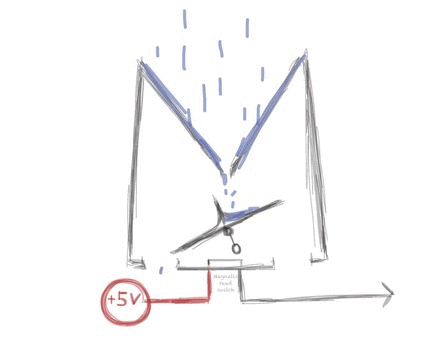 Magnetic
reed
switch
+5V